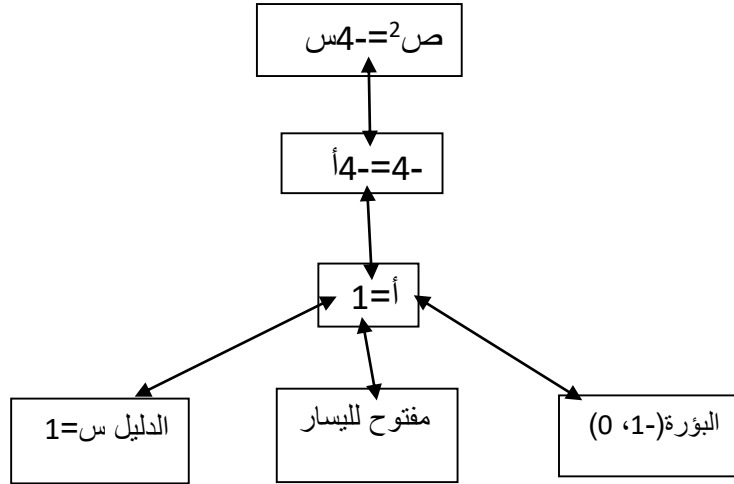 ص²=-4س
-4=-4أ
أ=1
البؤرة(-1، 0)
مفتوح لليسار
الدليل س=1